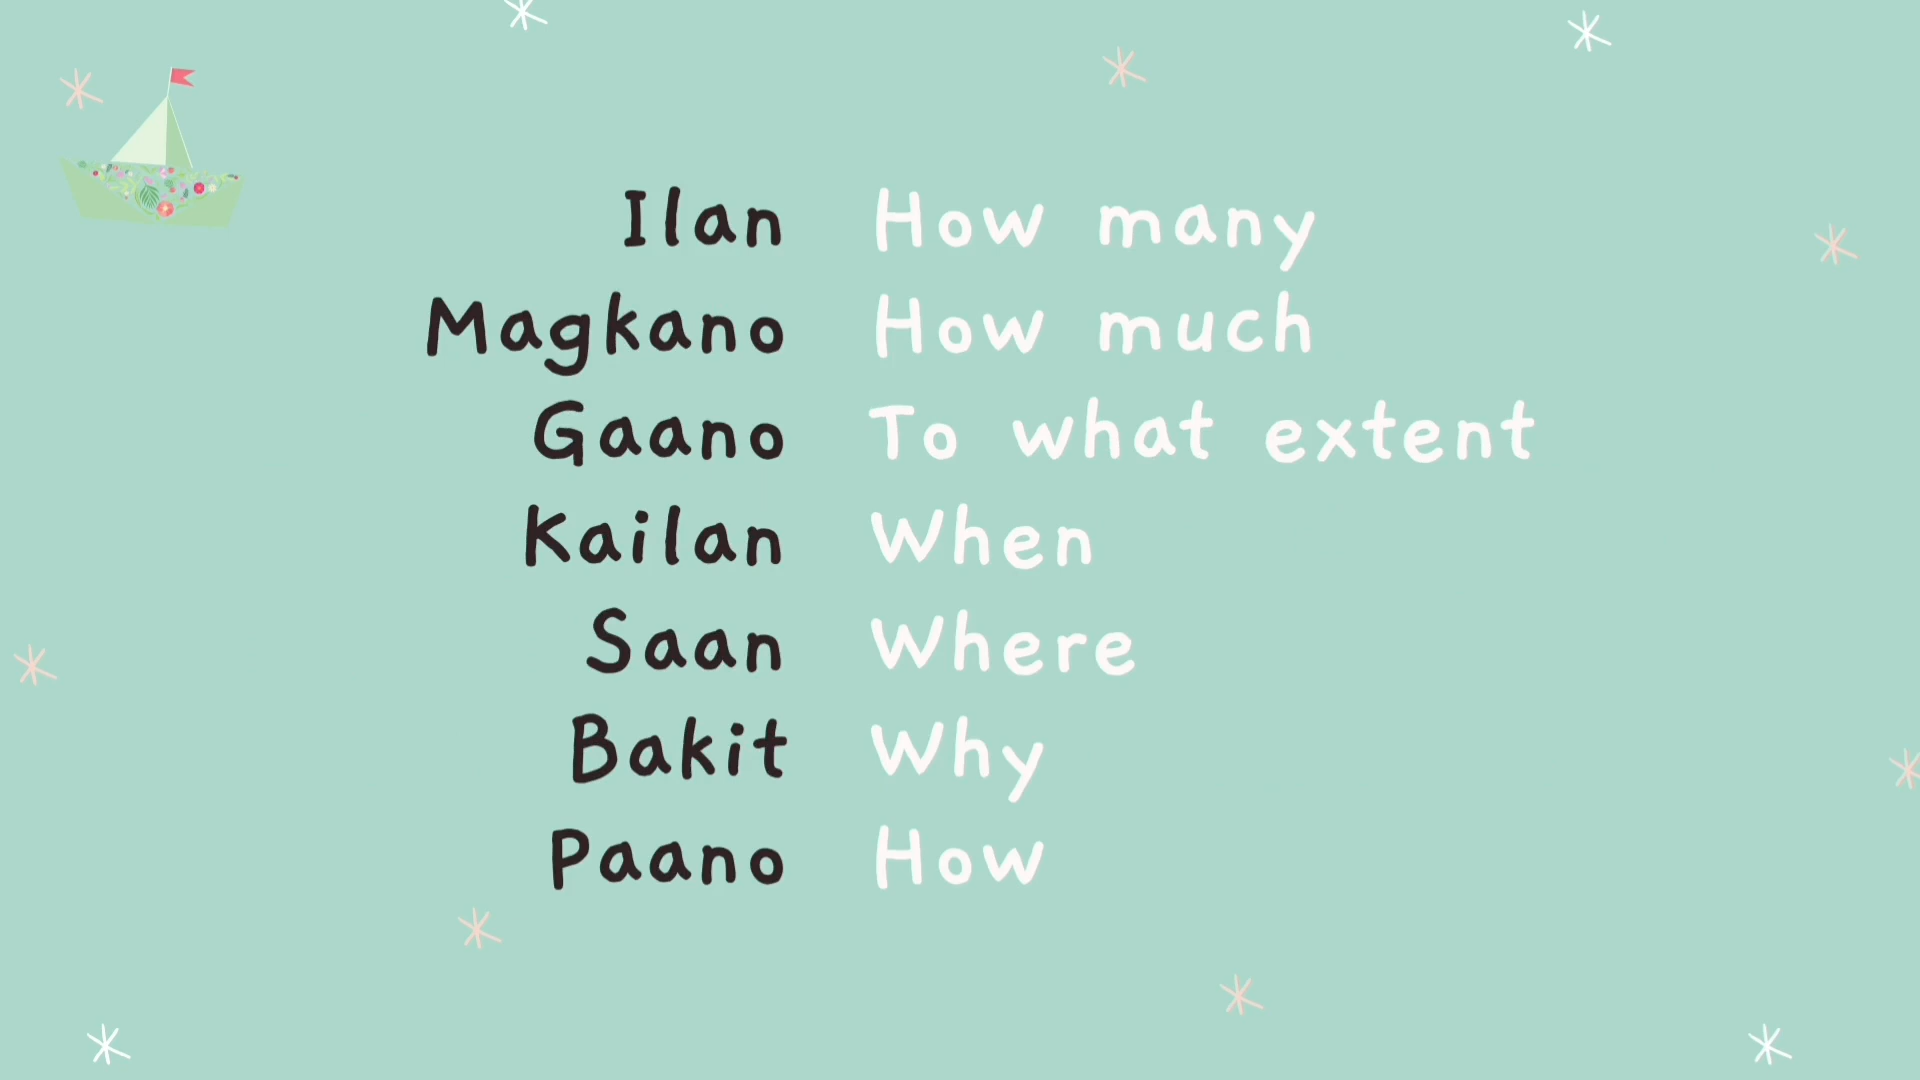 Ilan How many
Magkano How much
Gaano To what extent
Kailan When
Saan Where
Bakit Why
Paano How